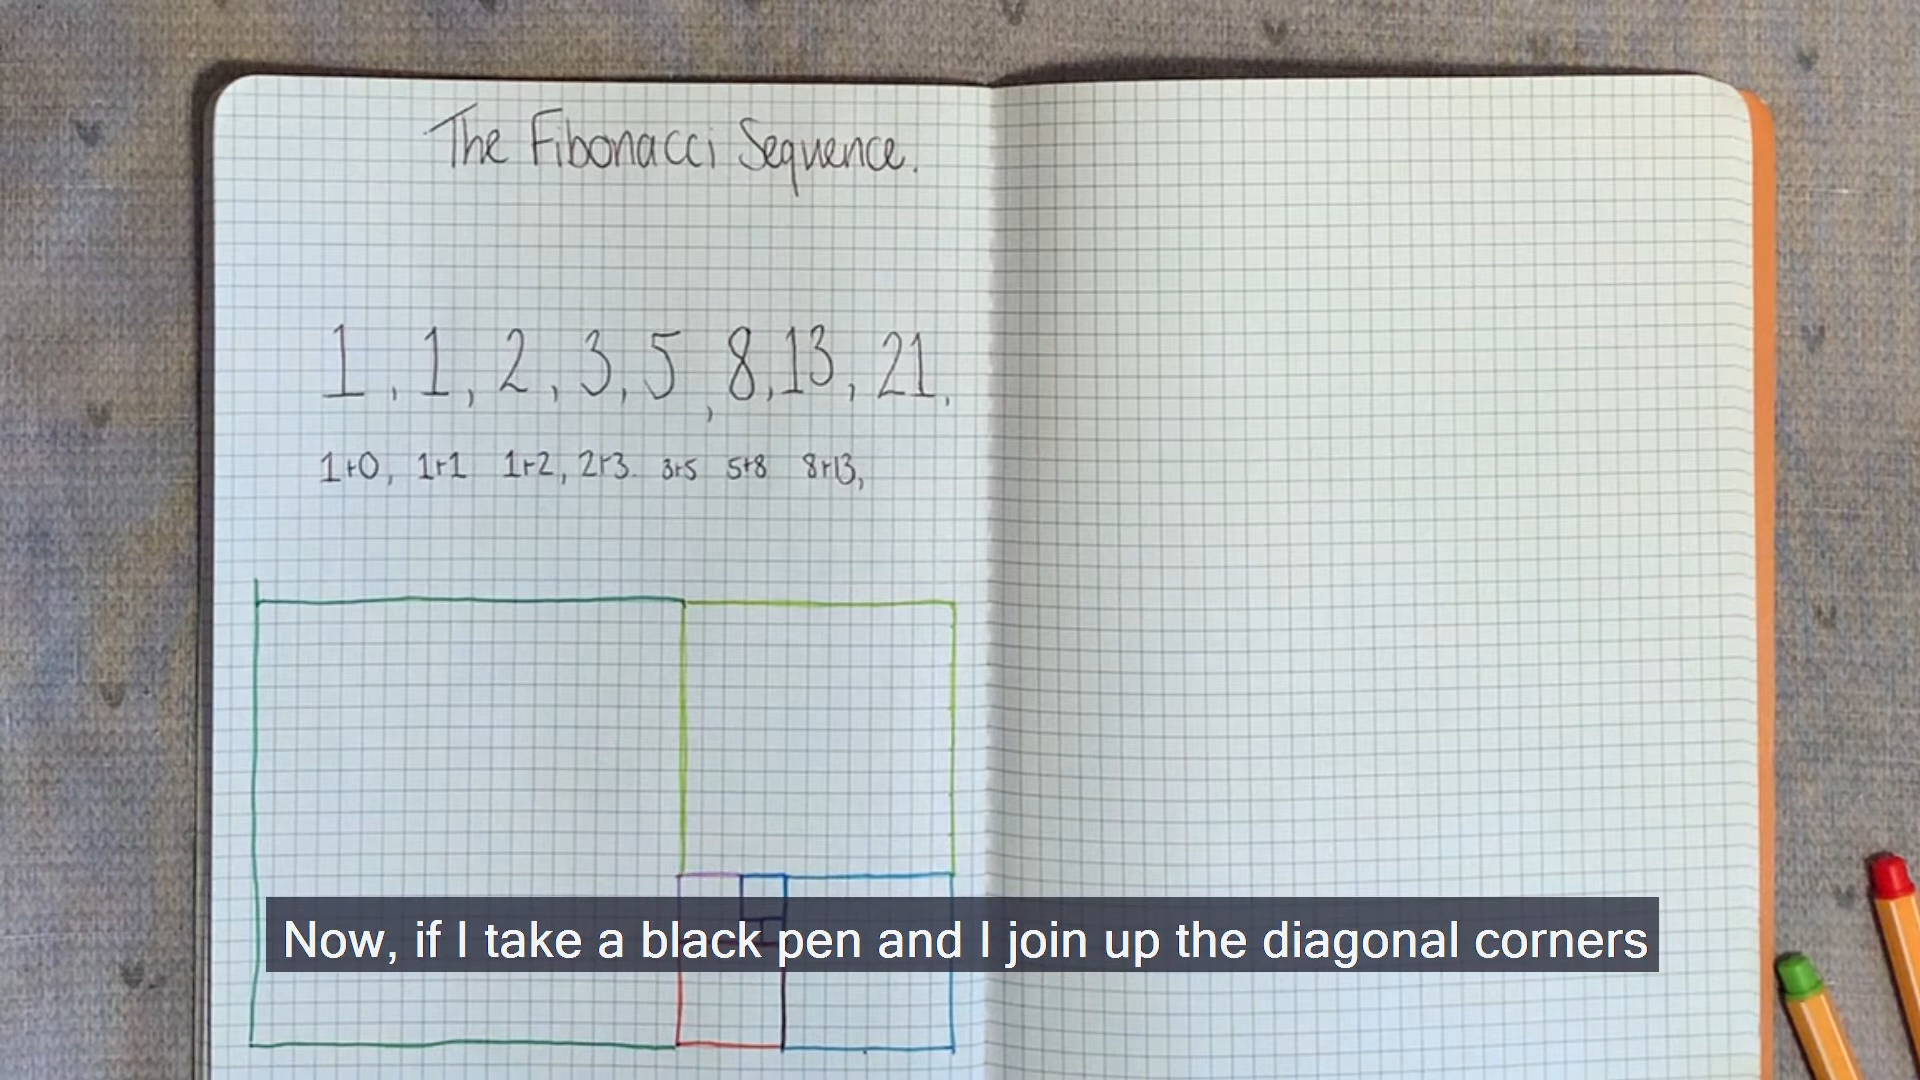 The Fibonacci Sequence.
1, 1, 2, 3, 5, 8, 13, 21,
1+0, 1+1 1+2, 2+3. 3+5 5+8 8+13,
Now, if I take a black pen and I join up the diagonal corners